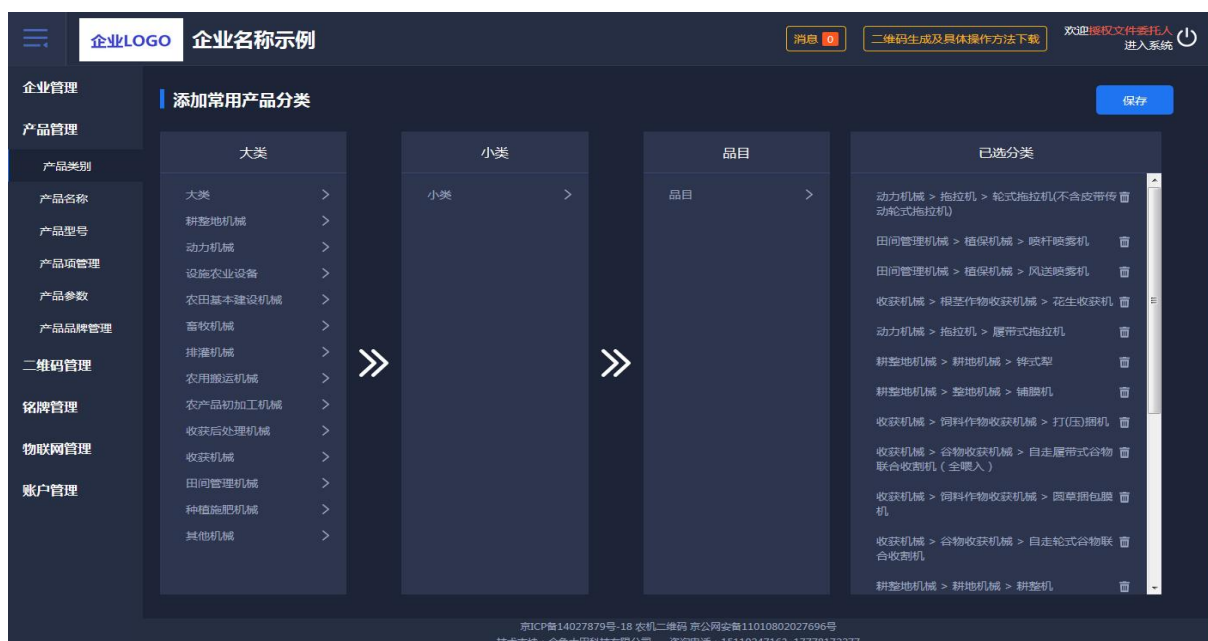 企业LOGO
企业名称示例
消息 0
二维码生成及具体操作方法下载
欢迎授权文件委托人
进入系统
企业管理
产品管理
产品类别
产品名称
产品型号
产品项管理
产品参数
产品品牌管理
二维码管理
铭牌管理
物联网管理
账户管理
添加常用产品分类
保存
大类
大类
耕整地机械
动力机械
设施农业设备
农田基本建设机械
畜牧机械
排灌机械
农用搬运机械
农产品初加工机械
收获后处理机械
收获机械
田间管理机械
种植施肥机械
其他机械
小类
小类
品目
品目
已选分类
动力机械 > 拖拉机 > 轮式拖拉机(不含皮带传
动轮式拖拉机)
田间管理机械 > 植保机械 > 喷杆喷雾机
田间管理机械 > 植保机械 > 风送喷雾机
收获机械 > 根茎作物收获机械 > 花生收获机
动力机械 > 拖拉机 > 履带式拖拉机
耕整地机械 > 耕地机械 > 铧式犁
耕整地机械 > 整地机械 > 铺膜机
收获机械 > 饲料作物收获机械 > 打(压)捆机
收获机械 > 谷物收获机械 > 自走履带式谷物
联合收割机（全喂入）
收获机械 > 饲料作物收获机械 > 圆草捆包膜
机
收获机械 > 谷物收获机械 > 自走轮式谷物联
合收割机
耕整地机械 > 耕地机械 > 耕整机
京ICP备14027879号-18 农机二维码 京公网安备11010802027696号